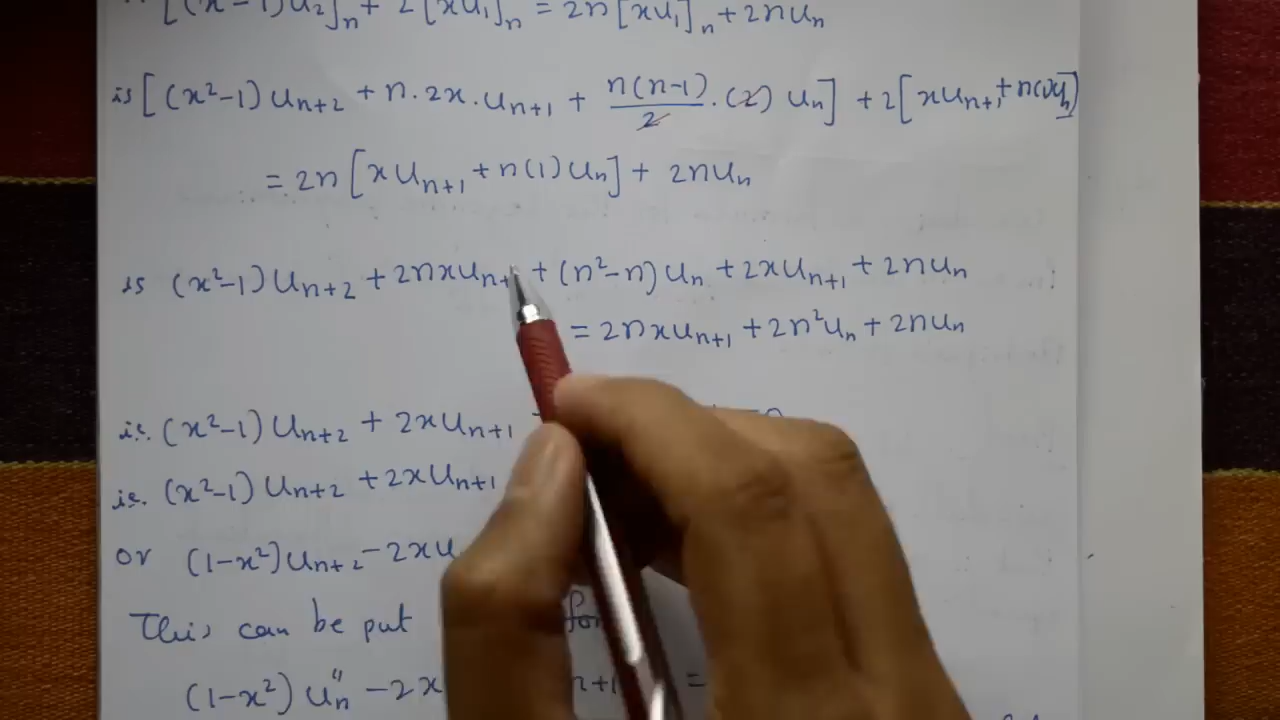 [(x²-1)u₂]ₙ + 2[xu₁]ₙ = 2n[xu₁]ₙ + 2nuₙ
is [(x²-1)uₙ₊₂ + n.2x.uₙ₊₁ + n(n-1)/2 .(2) uₙ] + 2[xuₙ₊₁ + n(1)uₙ]
= 2n[xuₙ₊₁ + n(1)uₙ] + 2nuₙ
is (x²-1)uₙ₊₂ + 2nxuₙ₊₁ + (n²-n)uₙ + 2xuₙ₊₁ + 2nuₙ
= 2nxuₙ₊₁ + 2n²uₙ + 2nuₙ
i.e. (x²-1)uₙ₊₂ + 2xuₙ₊₁
i.e. (x²-1)uₙ₊₂ + 2xuₙ₊₁
or (1-x²)uₙ₊₂ - 2xu
This can be put for
(1-x²)uₙ" - 2x n+1 =